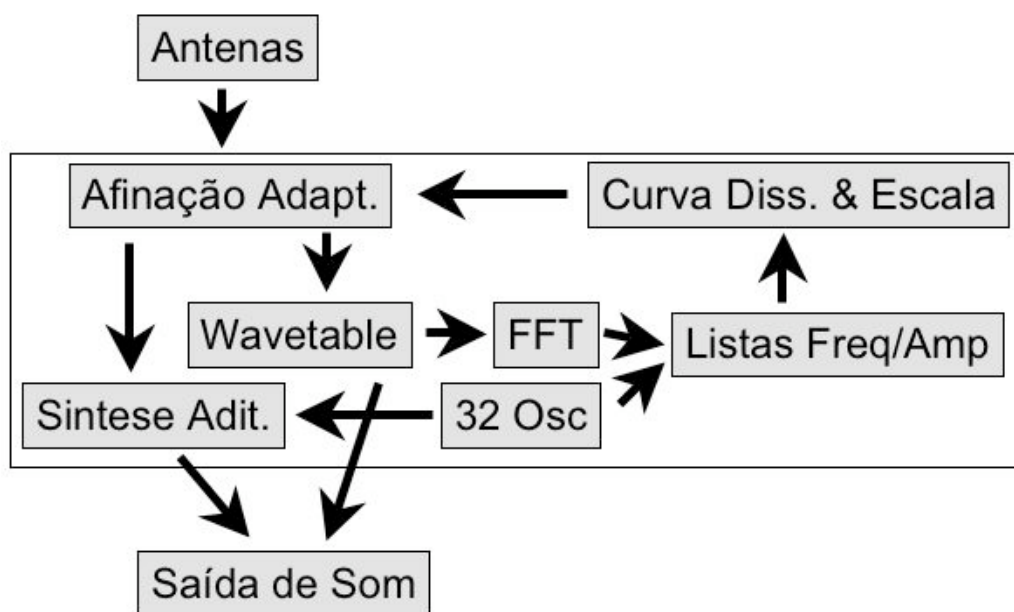 Antenas
Afinação Adapt.
Curva Diss. & Escala
Wavetable
FFT
Listas Freq/Amp
Sintese Adit.
32 Osc
Saída de Som